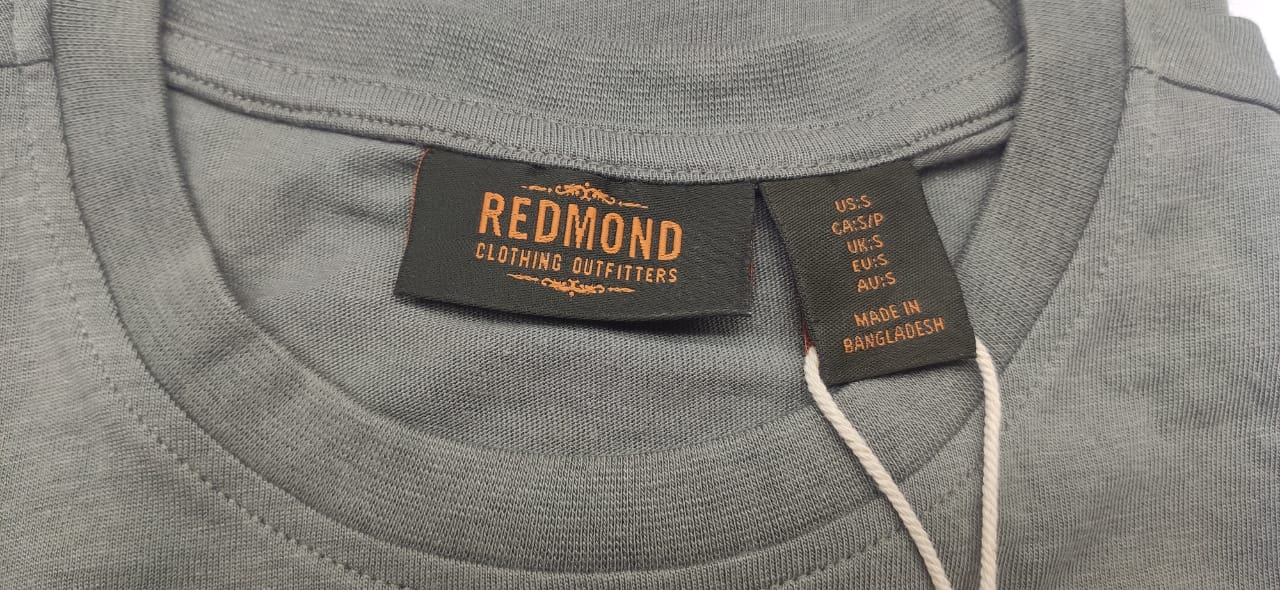 REDMOND
CLOTHING OUTFITTERS
US:S
CA:S/P
UK:S
EU:S
AU:S
MADE IN
BANGLADESH